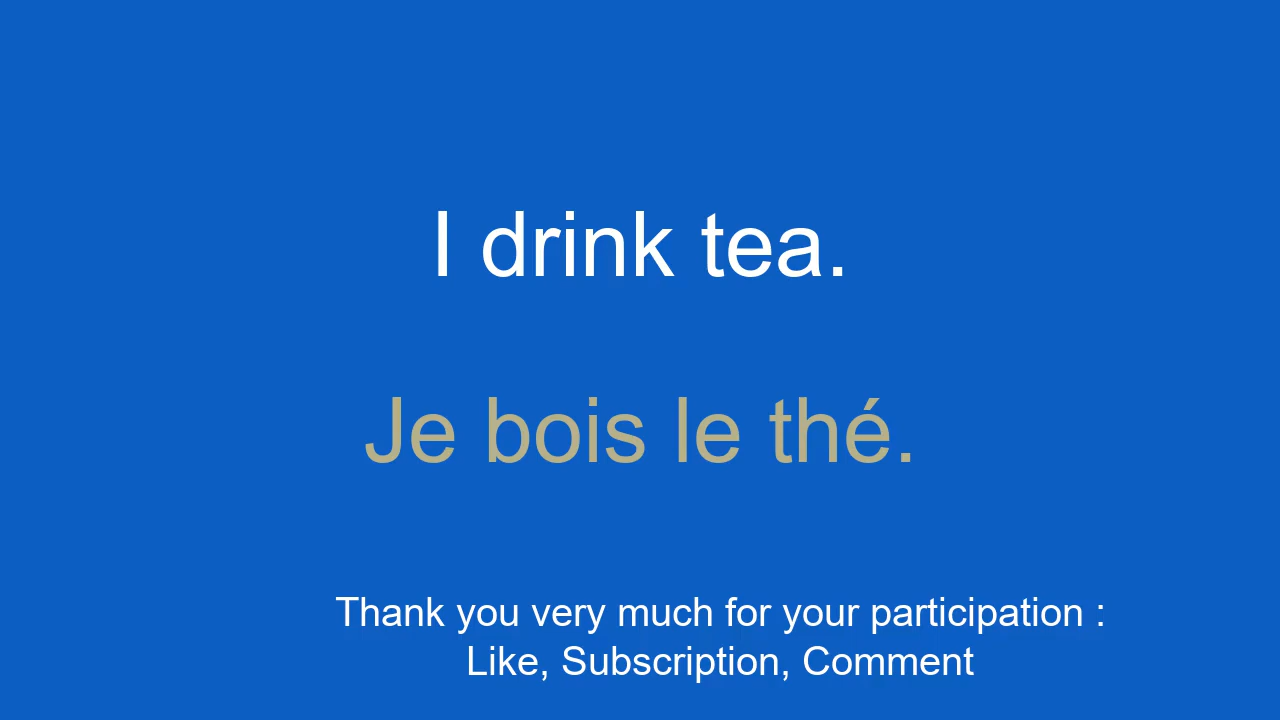 I drink tea.
Je bois le thé.
Thank you very much for your participation :
Like, Subscription, Comment